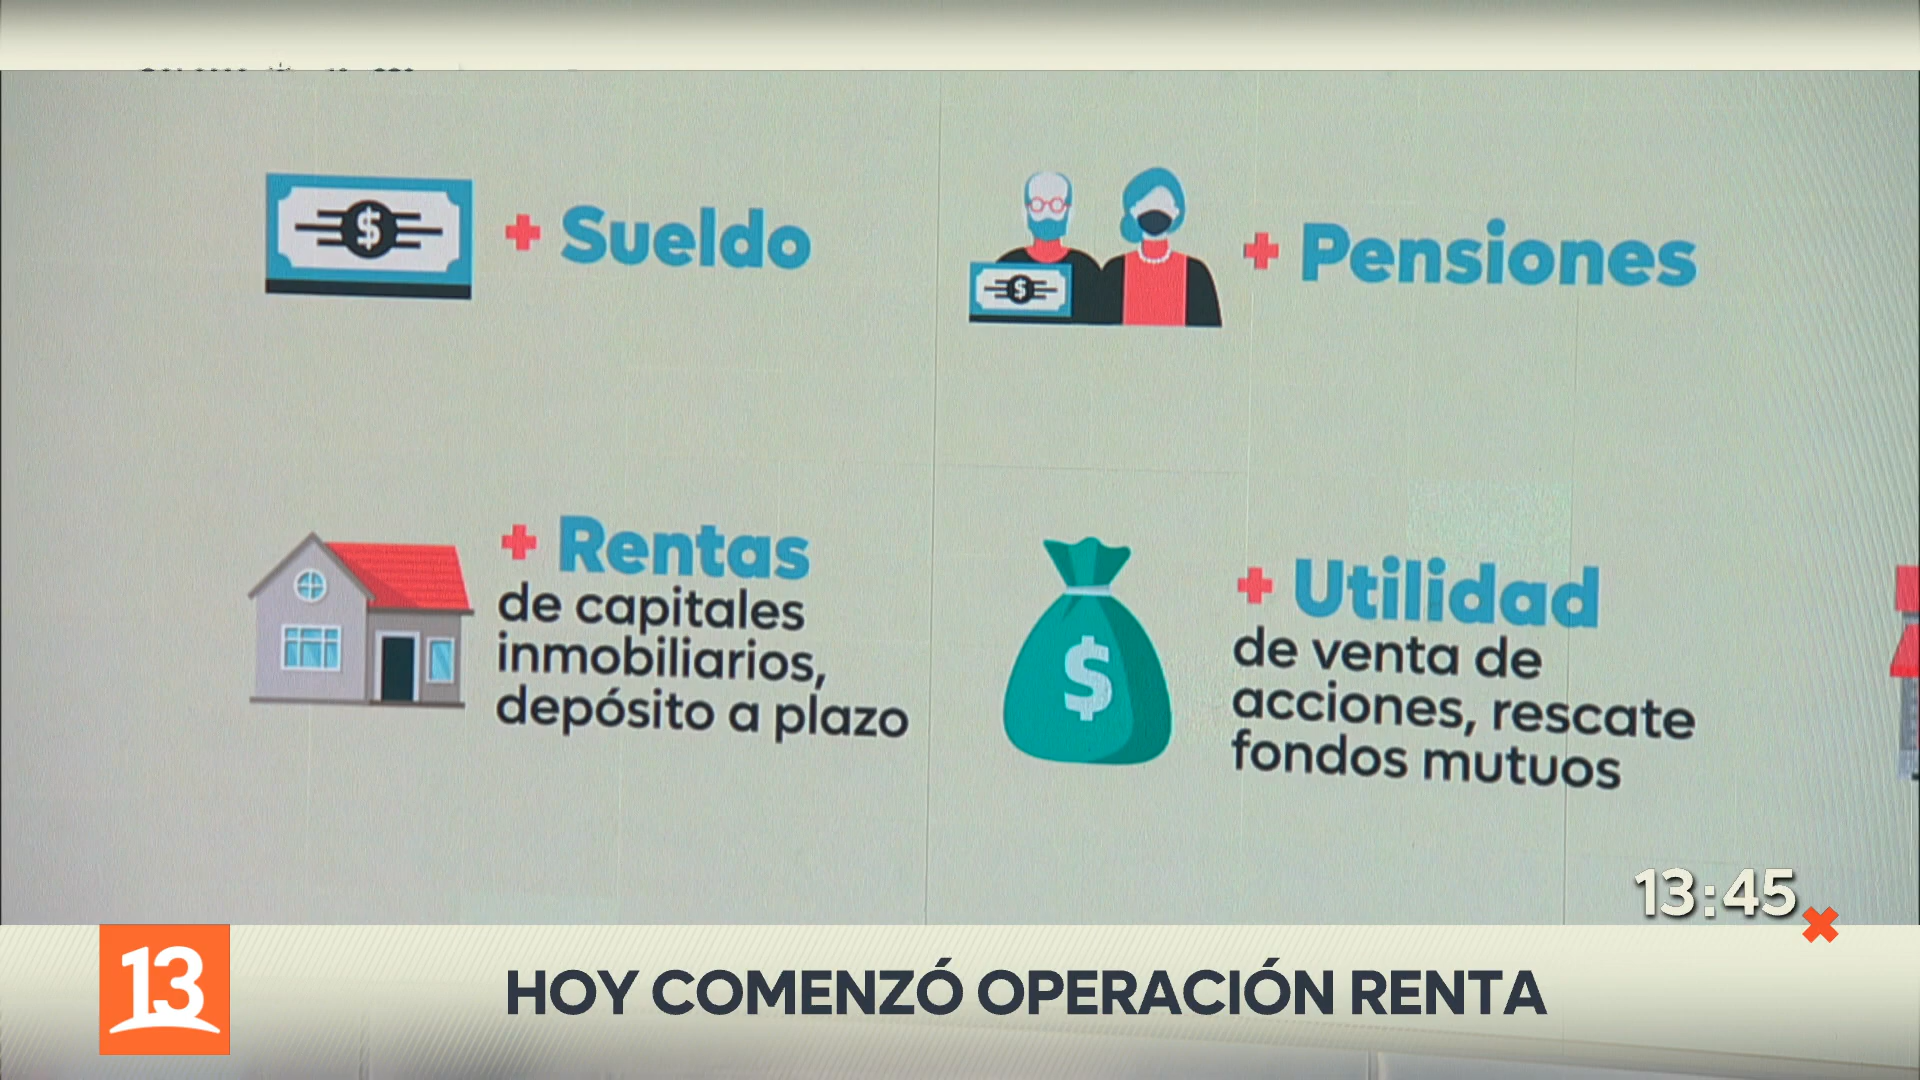 + Sueldo
+ Pensiones
+ Rentas
de capitales
inmobiliarios,
depósito a plazo
$
+ Utilidad
de venta de
acciones, rescate
fondos mutuos
13:45
13
HOY COMENZÓ OPERACIÓN RENTA